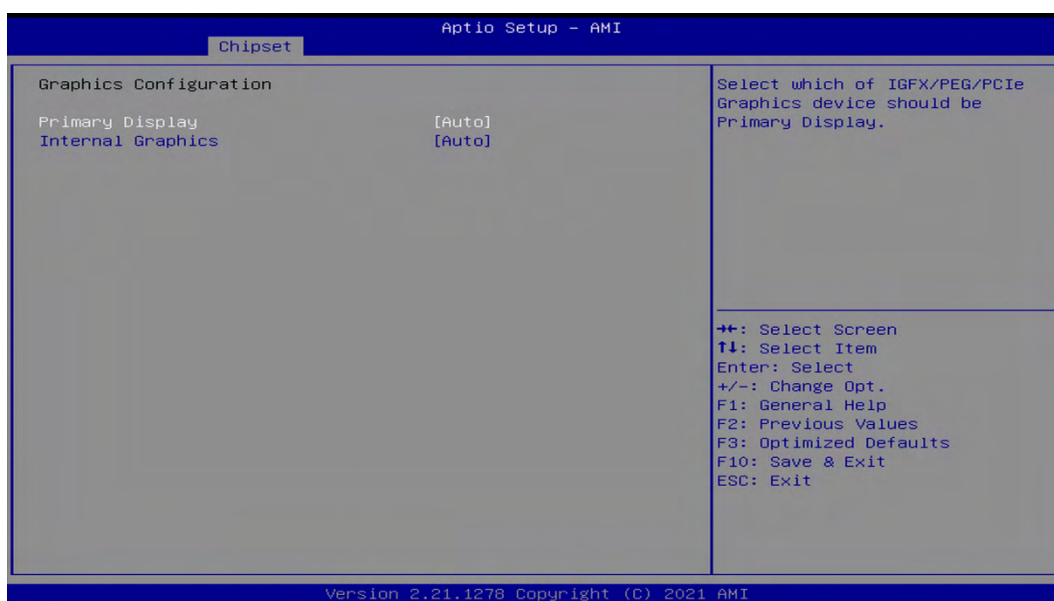 Aptio Setup – AMI
Chipset
Graphics Configuration
Primary Display [Auto]
Internal Graphics [Auto]
Select which of IGFX/PEG/PCIe
Graphics device should be
Primary Display.
→←: Select Screen
↑↓: Select Item
Enter: Select
+/-: Change Opt.
F1: General Help
F2: Previous Values
F3: Optimized Defaults
F10: Save & Exit
ESC: Exit
Version 2.21.1278 Copyright (C) 2021 AMI